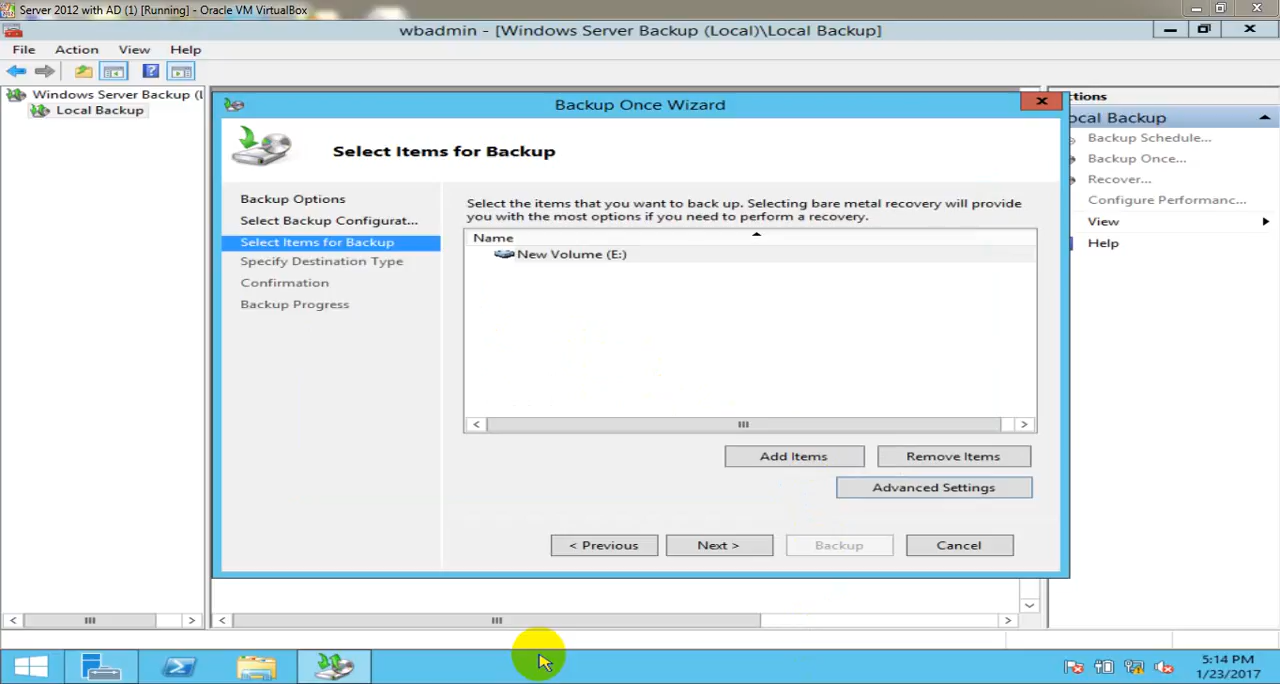 Server 2012 with AD (1) [Running] - Oracle VM VirtualBox
wbadmin - [Windows Server Backup (Local)\Local Backup]
File Action View Help
Windows Server Backup (L
Local Backup
Backup Once Wizard
Select Items for Backup
Backup Options
Select Backup Configurat...
Select Items for Backup
Specify Destination Type
Confirmation
Backup Progress
Select the items that you want to back up. Selecting bare metal recovery will provide
you with the most options if you need to perform a recovery.
Name
New Volume (E:)
Add Items
Remove Items
Advanced Settings
< Previous
Next >
Backup
Cancel
ctions
ocal Backup
Backup Schedule...
Backup Once...
Recover...
Configure Performanc...
View
Help
5:14 PM
1/23/2017